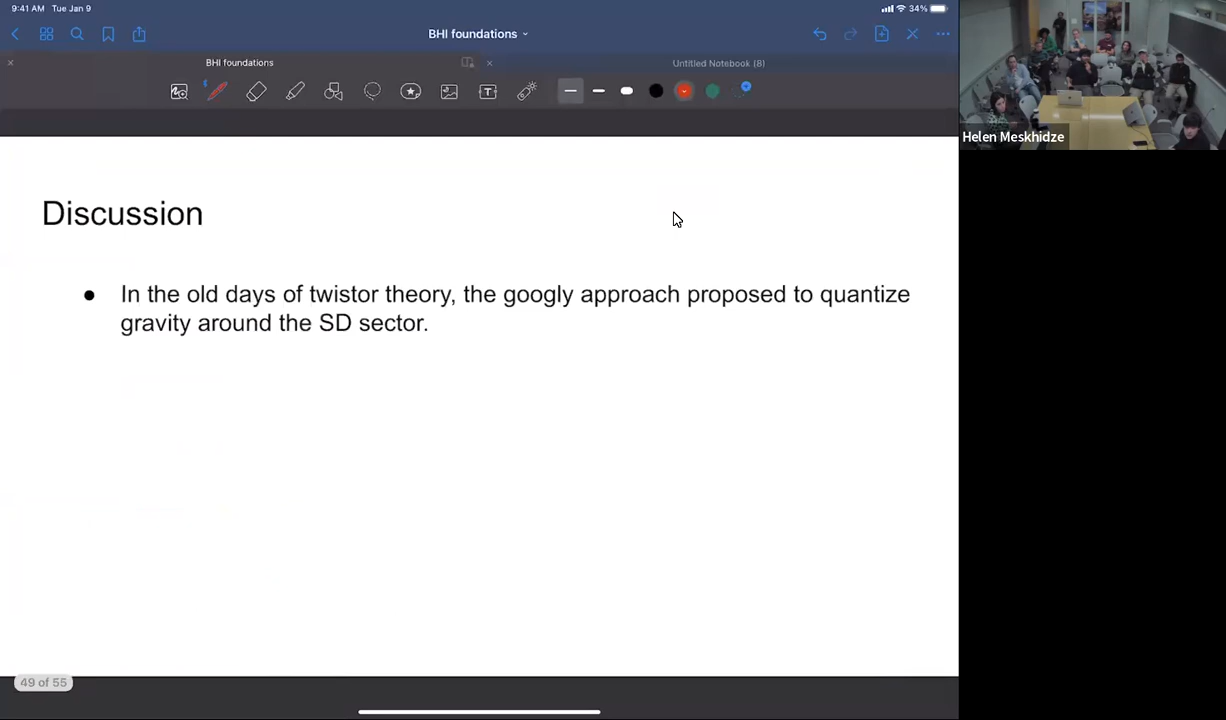 9:41 AM Tue Jan 9
34%
BHI foundations
BHI foundations
Untitled Notebook (8)
T
Helen Meskhidze
Discussion
● In the old days of twistor theory, the googly approach proposed to quantize
gravity around the SD sector.
49 of 55